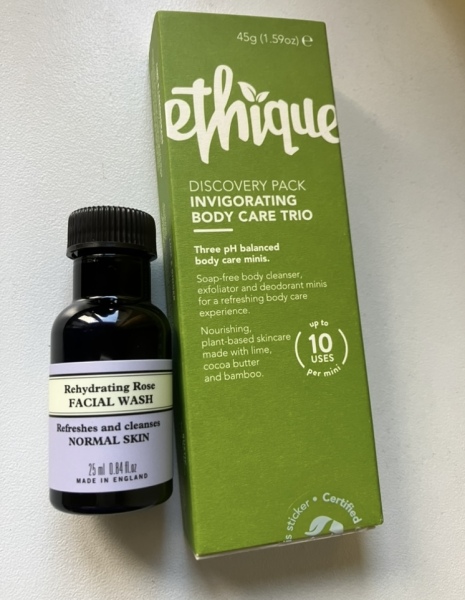 45g (1.59oz) ℮
ethique
DISCOVERY PACK
INVIGORATING
BODY CARE TRIO
Three pH balanced
body care minis.
Soap-free body cleanser,
exfoliator and deodorant minis
for a refreshing body care
experience.
Nourishing,
plant-based skincare
made with lime,
cocoa butter
and bamboo.
up to
10
USES
per mini
is sticker • Certified
Rehydrating Rose
FACIAL WASH
Refreshes and cleanses
NORMAL SKIN
25 ml 0.84 fl.oz
MADE IN ENGLAND